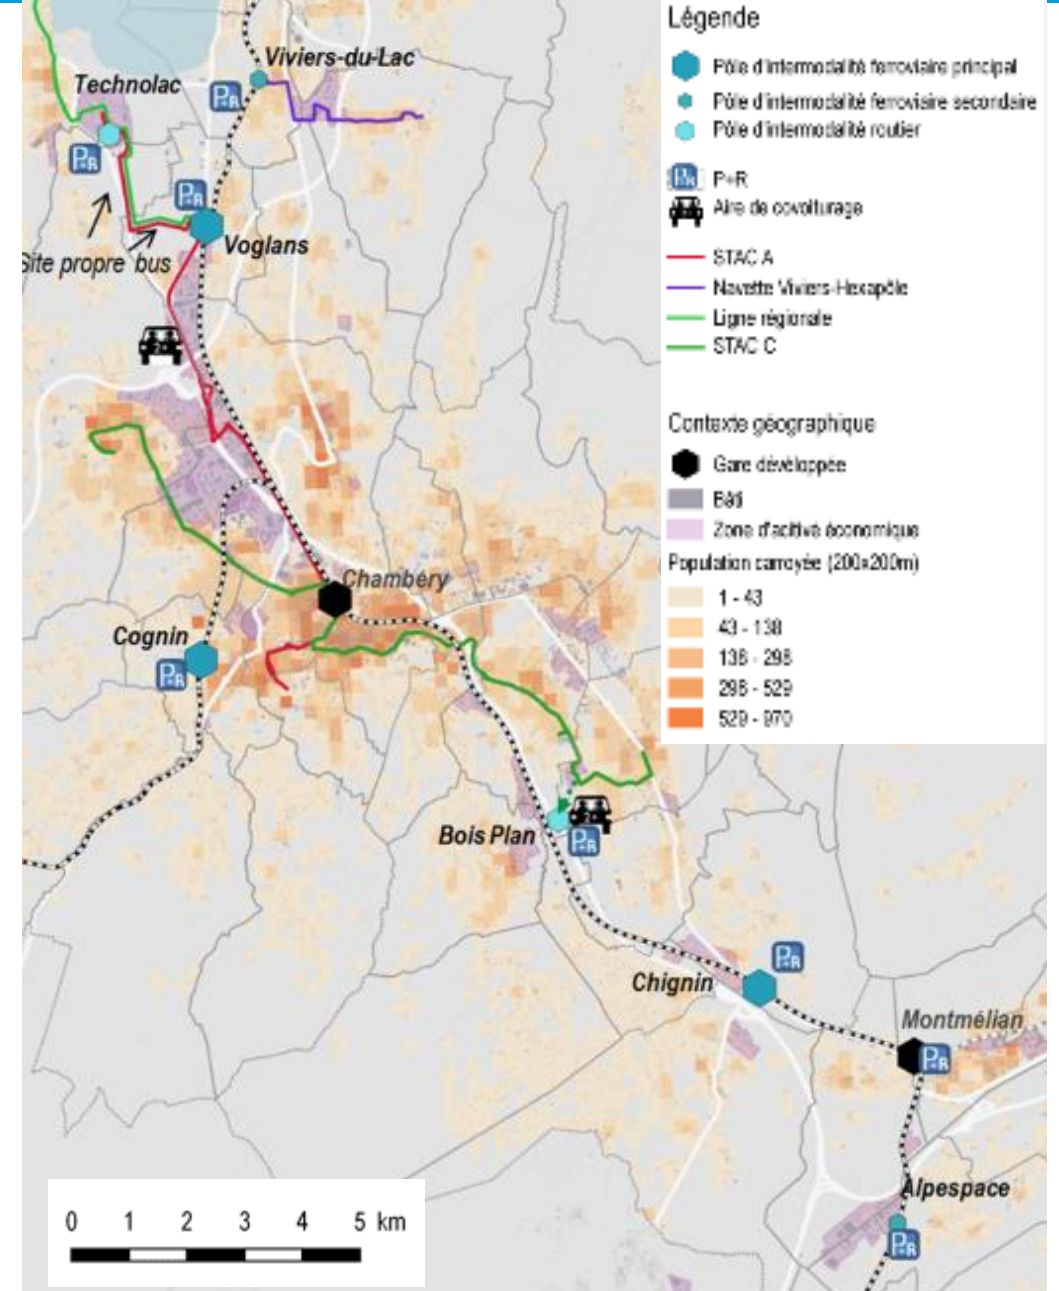 Légende
Pôle d'intermodalité ferroviaire principal
Pôle d'intermodalité ferroviaire secondaire
Pôle d'intermodalité routier
P+R
P+R
Aire de covoiturage
STAC A
Navette Viviers-Hexapôle
Ligne régionale
STAC C
Contexte géographique
Gare développée
Bâti
Zone d'acitivé économique
Population carroyée (200x200m)
1 - 43
43 - 138
138 - 298
298 - 529
529 - 970
Viviers-du-Lac
P+R
Technolac
P+R
P+R
Voglans
Site propre bus
Chambéry
Cognin
P+R
Bois Plan
P+R
P+R
Chignin
Montmélian
P+R
Alpespace
P+R
0 1 2 3 4 5 km